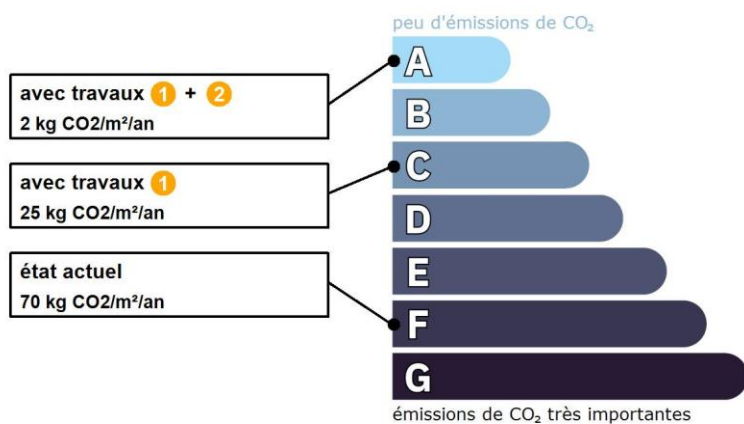 peu d'émissions de CO₂
A
avec travaux 1 + 2
2 kg CO2/m²/an
B
avec travaux 1
25 kg CO2/m²/an
C
D
état actuel
70 kg CO2/m²/an
E
F
G
émissions de CO₂ très importantes